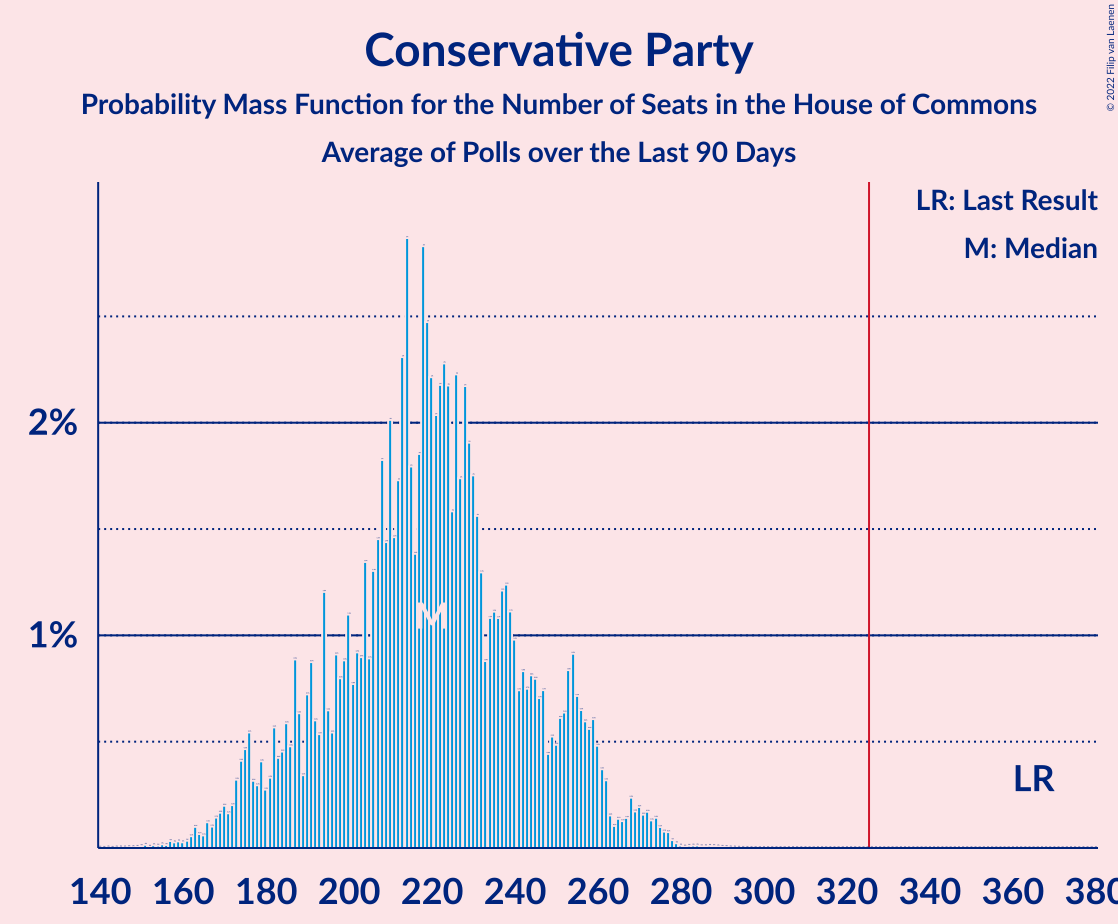 Conservative Party
Probability Mass Function for the Number of Seats in the House of Commons
Average of Polls over the Last 90 Days
© 2022 Filip van Laenen
LR: Last Result
M: Median
2%
1%
M
LR
140 160 180 200 220 240 260 280 300 320 340 360 380